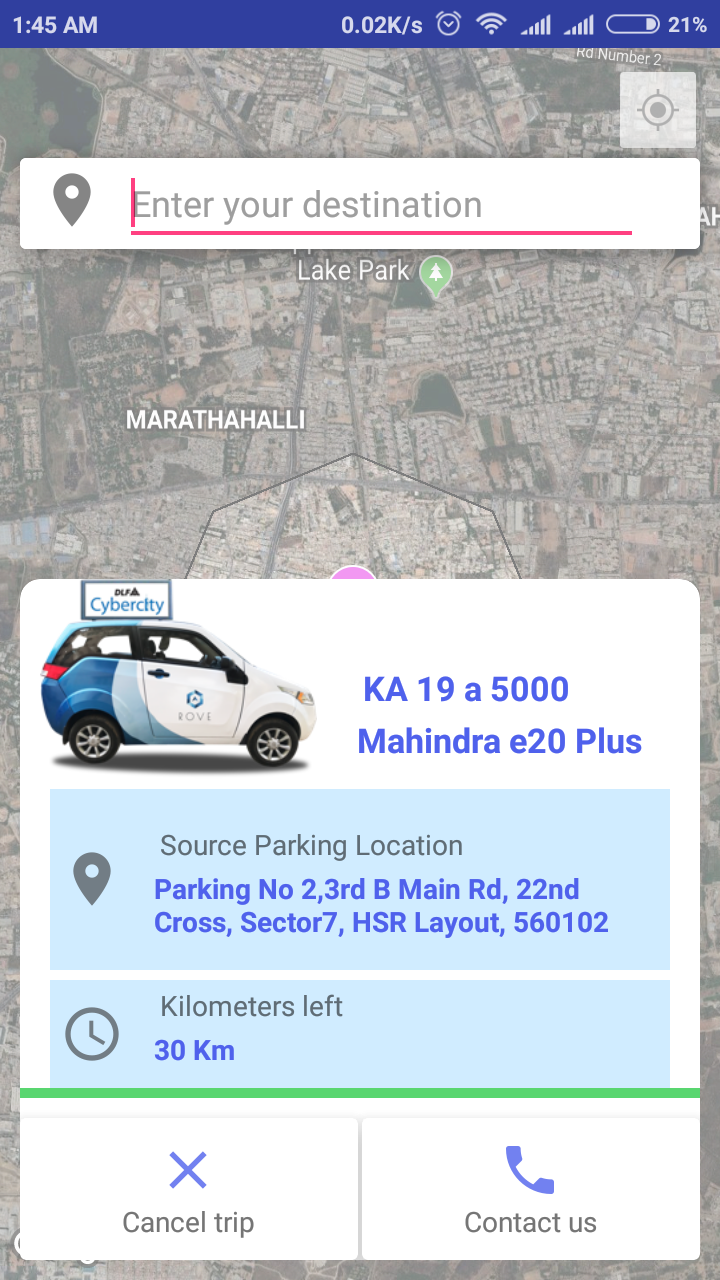 1:45 AM
0.02K/s
21%
Rd Number 2
Enter your destination
Lake Park
MARATHAHALLI
DLF
Cybercity
ROVE
KA 19 a 5000
Mahindra e20 Plus
Source Parking Location
Parking No 2,3rd B Main Rd, 22nd
Cross, Sector7, HSR Layout, 560102
Kilometers left
30 Km
Cancel trip
Contact us